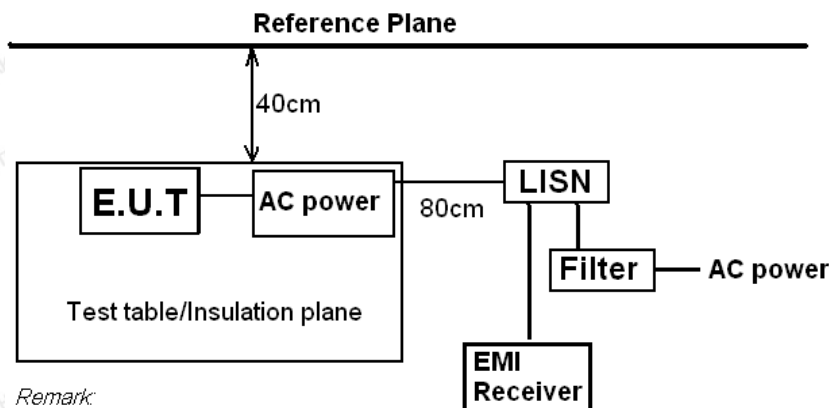 Reference Plane
40cm
E.U.T
AC power
80cm
LISN
Filter
AC power
Test table/Insulation plane
EMI
Receiver
Remark: